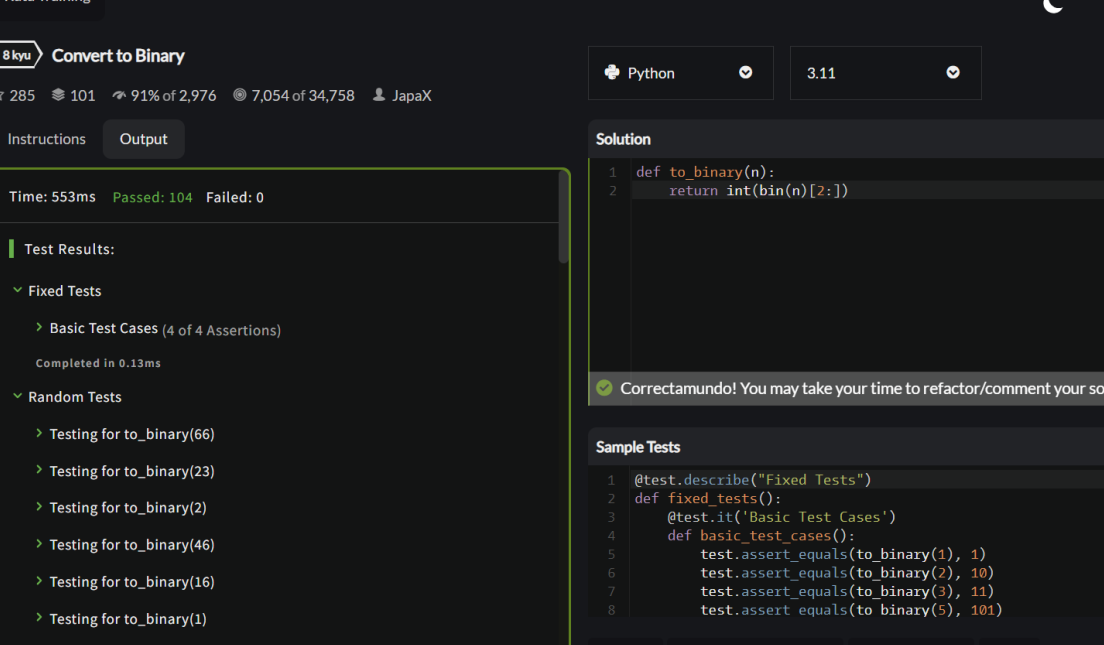 8 kyu Convert to Binary
285 101 91% of 2,976 7,054 of 34,758 JapaX
Instructions Output
Time: 553ms Passed: 104 Failed: 0
Test Results:
Fixed Tests
Basic Test Cases (4 of 4 Assertions)
Completed in 0.13ms
Random Tests
Testing for to_binary(66)
Testing for to_binary(23)
Testing for to_binary(2)
Testing for to_binary(46)
Testing for to_binary(16)
Testing for to_binary(1)
Python 3.11
Solution
1 def to_binary(n):
2 return int(bin(n)[2:])
Correctamundo! You may take your time to refactor/comment your so
Sample Tests
1 @test.describe("Fixed Tests")
2 def fixed_tests():
3 @test.it('Basic Test Cases')
4 def basic_test_cases():
5 test.assert_equals(to_binary(1), 1)
6 test.assert_equals(to_binary(2), 10)
7 test.assert_equals(to_binary(3), 11)
8 test.assert_equals(to_binary(5), 101)